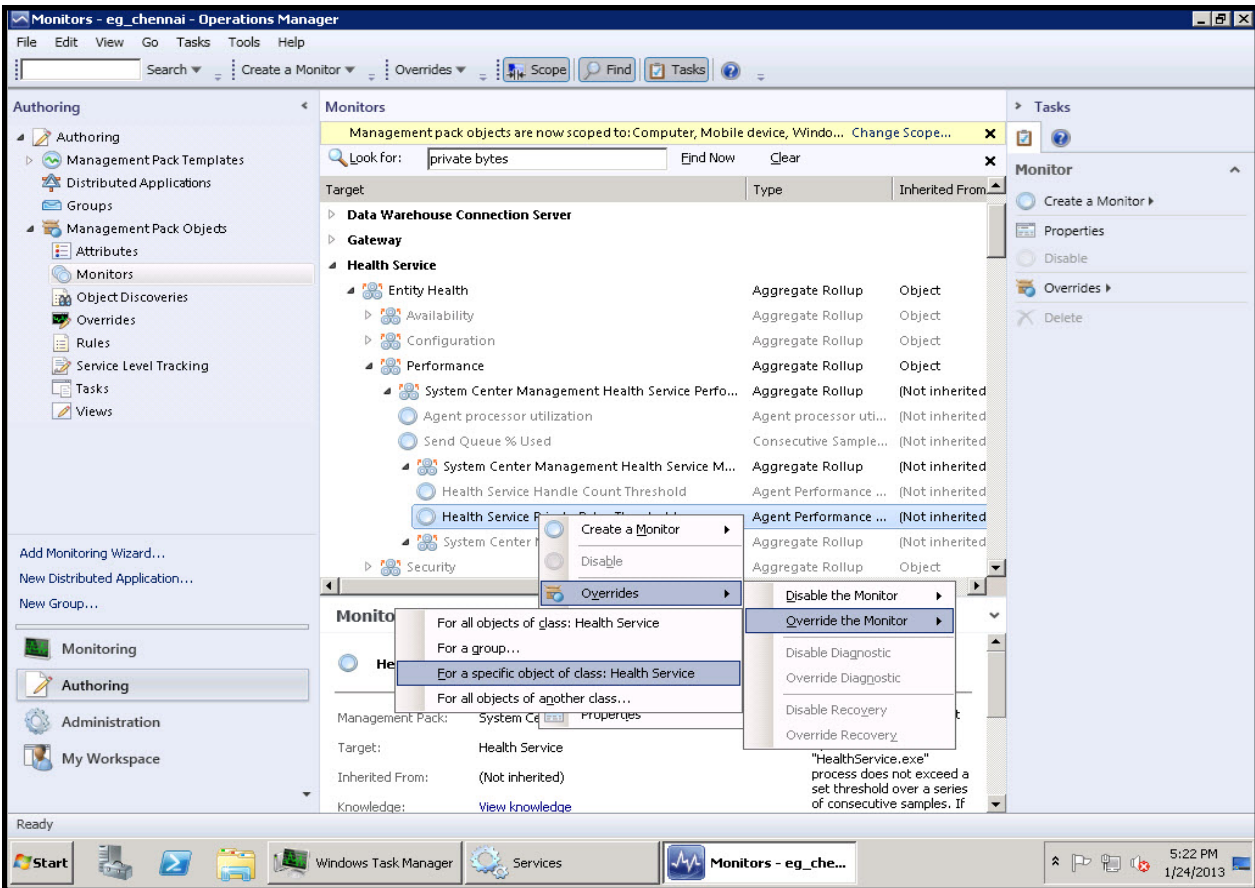 Monitors - eg_chennai - Operations Manager
File Edit View Go Tasks Tools Help
Search Create a Monitor Overrides Scope Find Tasks
Authoring
Authoring
Management Pack Templates
Distributed Applications
Groups
Management Pack Objects
Attributes
Monitors
Object Discoveries
Overrides
Rules
Service Level Tracking
Tasks
Views
Add Monitoring Wizard...
New Distributed Application...
New Group...
Monitoring
Authoring
Administration
My Workspace
Monitors
Management pack objects are now scoped to: Computer, Mobile device, Windo... Change Scope...
Look for: private bytes Find Now Clear
Target Type Inherited From
Data Warehouse Connection Server
Gateway
Health Service
Entity Health Aggregate Rollup Object
Availability Aggregate Rollup Object
Configuration Aggregate Rollup Object
Performance Aggregate Rollup Object
System Center Management Health Service Perfo... Aggregate Rollup (Not inherited
Agent processor utilization Agent processor uti... (Not inherited
Send Queue % Used Consecutive Sample... (Not inherited
System Center Management Health Service M... Aggregate Rollup (Not inherited
Health Service Handle Count Threshold Agent Performance ... (Not inherited
Health Service Agent Performance ... (Not inherited
System Center Aggregate Rollup (Not inherited
Security Aggregate Rollup Object
Create a Monitor
Disable
Overrides
Properties
Disable the Monitor
Override the Monitor
Disable Diagnostic
Override Diagnostic
Disable Recovery
Override Recovery
For all objects of class: Health Service
For a group...
For a specific object of class: Health Service
For all objects of another class...
Monito
He
Management Pack: System Ce
Target: Health Service
Inherited From: (Not inherited)
Knowledge: View knowledge
"HealthService.exe"
process does not exceed a
set threshold over a series
of consecutive samples. If
Tasks
Monitor
Create a Monitor
Properties
Disable
Overrides
Delete
Ready
Start Windows Task Manager Services Monitors - eg_che... 5:22 PM
1/24/2013